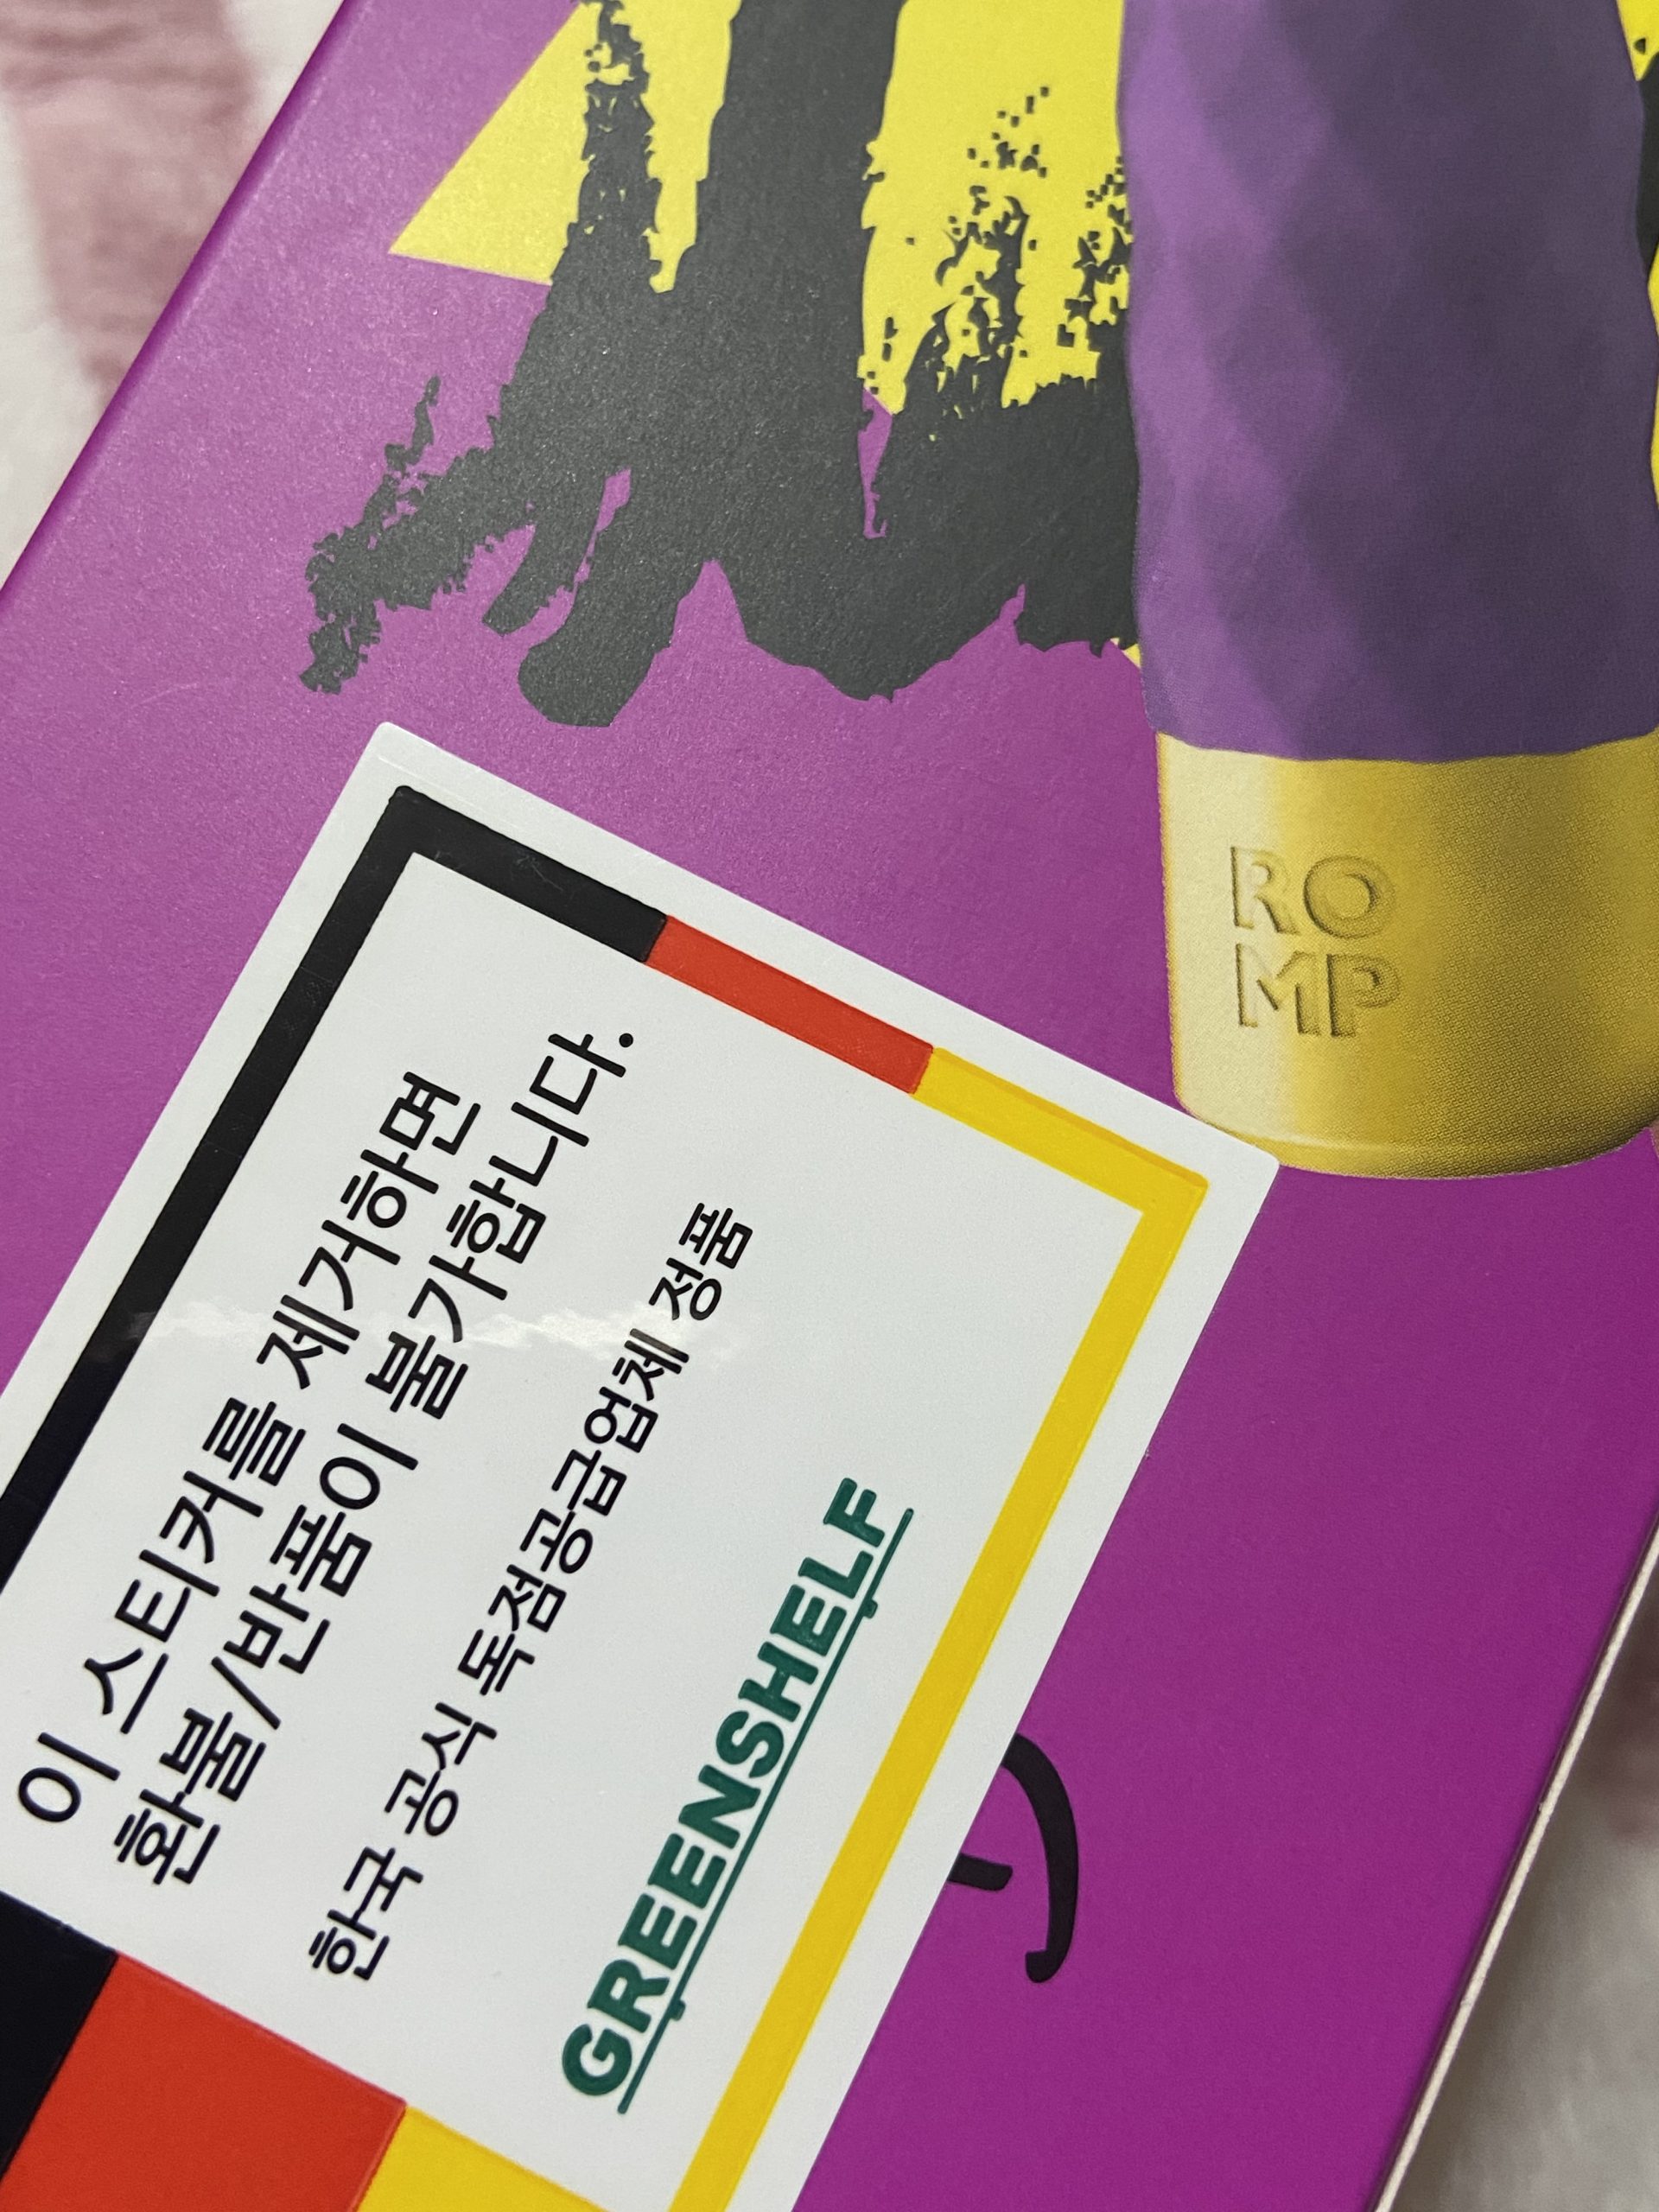 RO
MP
이 스티커를 제거하면
환불/반품이 불가합니다.
한국 공식 독점공급업체 정품
GREENSHELF